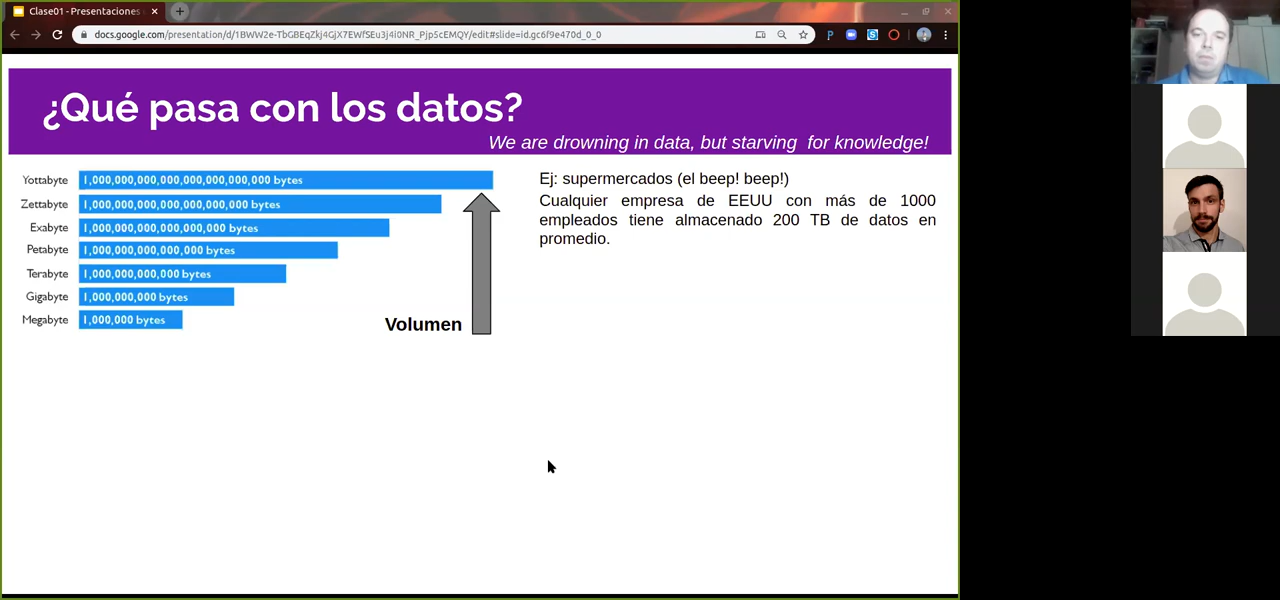 Clase01 - Presentaciones
docs.google.com/presentation/d/1BWW2e-TbGBEqZkj4GjX7EWfSEu3j4i0NR_PjpScEMQY/edit#slide=id.gc6f9e470d_0_0
¿Qué pasa con los datos?
We are drowning in data, but starving for knowledge!
Yottabyte 1,000,000,000,000,000,000,000,000 bytes
Zettabyte 1,000,000,000,000,000,000,000 bytes
Exabyte 1,000,000,000,000,000,000 bytes
Petabyte 1,000,000,000,000,000 bytes
Terabyte 1,000,000,000,000 bytes
Gigabyte 1,000,000,000 bytes
Megabyte 1,000,000 bytes
Volumen
Ej: supermercados (el beep! beep!)
Cualquier empresa de EEUU con más de 1000
empleados tiene almacenado 200 TB de datos en
promedio.